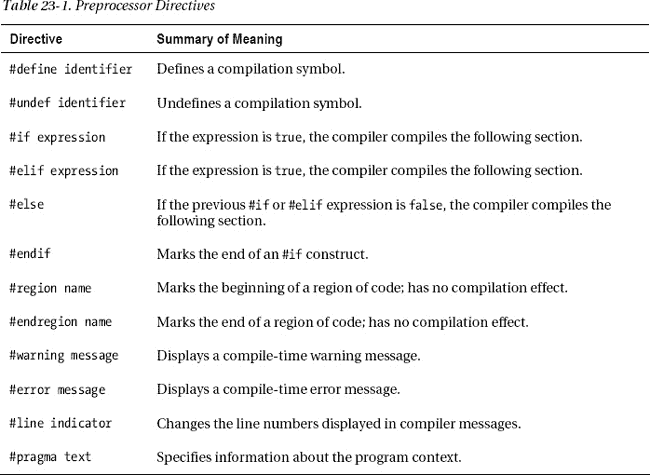 Table 23-1. Preprocessor Directives
Directive Summary of Meaning
#define identifier Defines a compilation symbol.
#undef identifier Undefines a compilation symbol.
#if expression If the expression is true, the compiler compiles the following section.
#elif expression If the expression is true, the compiler compiles the following section.
#else If the previous #if or #elif expression is false, the compiler compiles the
following section.
#endif Marks the end of an #if construct.
#region name Marks the beginning of a region of code; has no compilation effect.
#endregion name Marks the end of a region of code; has no compilation effect.
#warning message Displays a compile-time warning message.
#error message Displays a compile-time error message.
#line indicator Changes the line numbers displayed in compiler messages.
#pragma text Specifies information about the program context.